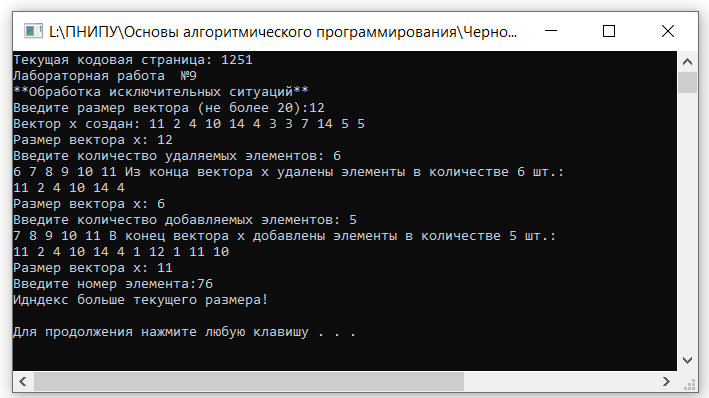 L:\ПНИПУ\Основы алгоритмического программирования\Черно...
Текущая кодовая страница: 1251
Лабораторная работа  №9
**Обработка исключительных ситуаций**
Введите размер вектора (не более 20):12
Вектор x создан: 11 2 4 10 14 4 3 3 7 14 5 5
Размер вектора x: 12
Введите количество удаляемых элементов: 6
6 7 8 9 10 11 Из конца вектора x удалены элементы в количестве 6 шт.:
11 2 4 10 14 4
Размер вектора x: 6
Введите количество добавляемых элементов: 5
7 8 9 10 11 В конец вектора x добавлены элементы в количестве 5 шт.:
11 2 4 10 14 4 1 12 1 11 10
Размер вектора x: 11
Введите номер элемента:76
Идндекс больше текущего размера!
Для продолжения нажмите любую клавишу . . .